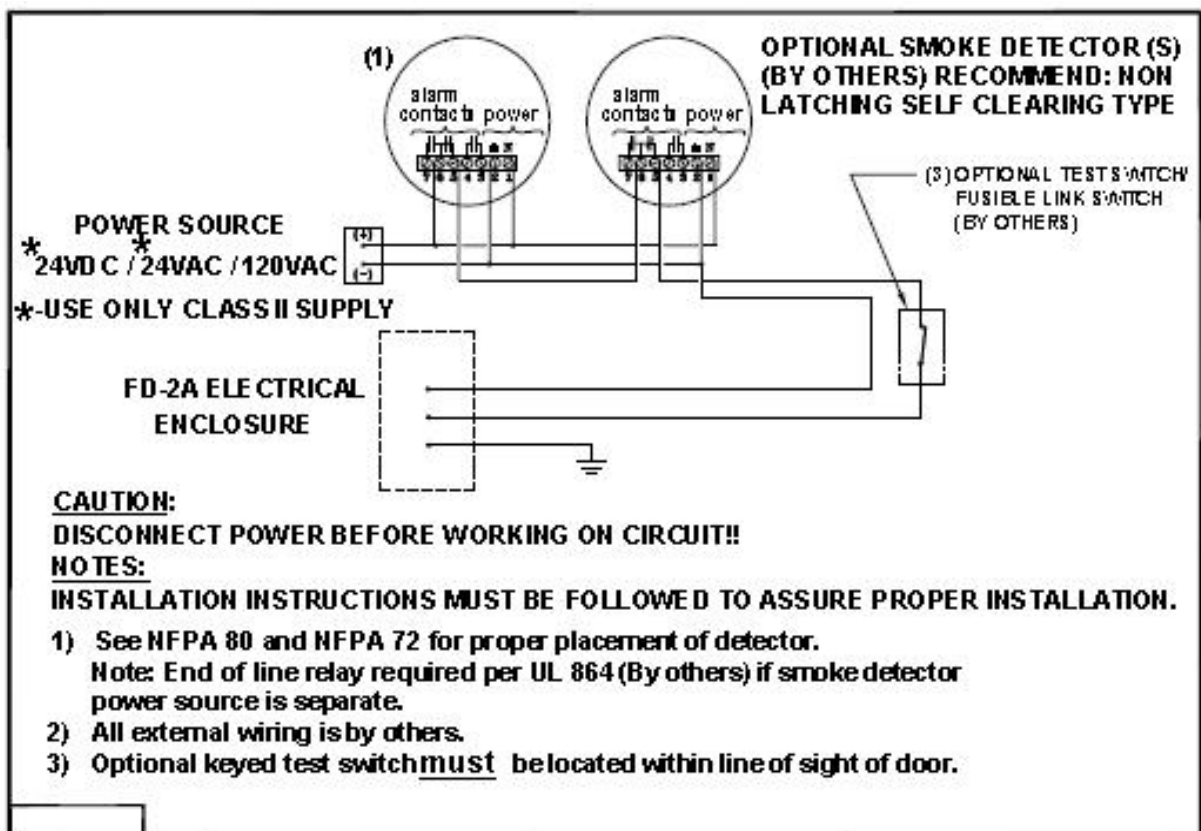 (1)
OPTIONAL SMOKE DETECTOR (S)
(BY OTHERS) RECOMMEND: NON
LATCHING SELF CLEARING TYPE
alarm
contacts power
alarm
contacts power
(3) OPTIONAL TEST SWITCH/
FUSIBLE LINK SWITCH
(BY OTHERS)
POWER SOURCE
*24VDC / *24VAC / 120VAC
(+)
(-)
*-USE ONLY CLASS II SUPPLY
FD-2A ELECTRICAL
ENCLOSURE
CAUTION:
DISCONNECT POWER BEFORE WORKING ON CIRCUIT!!
NOTES:
INSTALLATION INSTRUCTIONS MUST BE FOLLOWED TO ASSURE PROPER INSTALLATION.
1) See NFPA 80 and NFPA 72 for proper placement of detector.
Note: End of line relay required per UL 864 (By others) if smoke detector
power source is separate.
2) All external wiring is by others.
3) Optional keyed test switch must be located within line of sight of door.